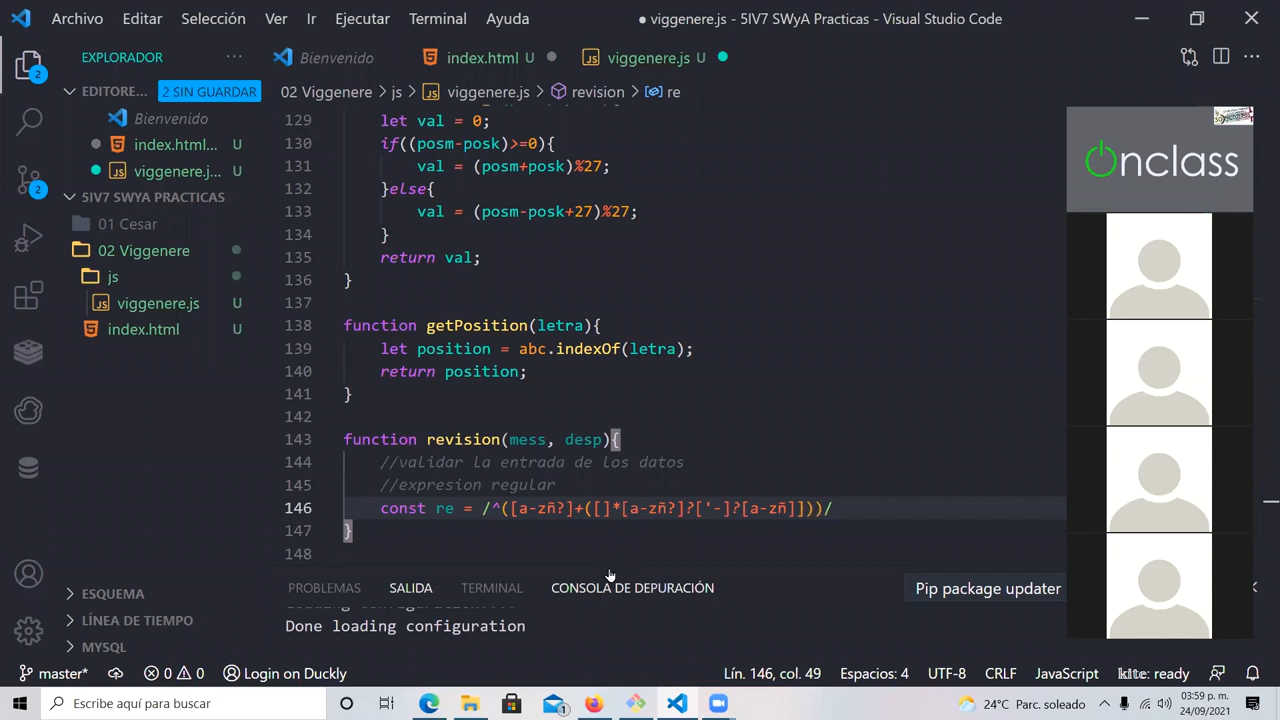 Archivo Editar Selección Ver Ir Ejecutar Terminal Ayuda
● viggenere.js - 5IV7 SWyA Practicas - Visual Studio Code
EXPLORADOR
EDITORE... 2 SIN GUARDAR
Bienvenido
index.html... U
viggenere.j... U
5IV7 SWYA PRACTICAS
01 Cesar
02 Viggenere
js
viggenere.js U
index.html U
ESQUEMA
LÍNEA DE TIEMPO
MYSQL
Bienvenido index.html U viggenere.js U
02 Viggenere > js > viggenere.js > revision > re
129 let val = 0;
130 if((posm-posk)>=0){
131 val = (posm+posk)%27;
132 }else{
133 val = (posm-posk+27)%27;
134 }
135 return val;
136 }
137
138 function getPosition(letra){
139 let position = abc.indexOf(letra);
140 return position;
141 }
142
143 function revision(mess, desp){
144 //validar la entrada de los datos
145 //expresion regular
146 const re = /^([a-zñ?]+([]*[a-zñ?]?['-]?[a-zñ]]))/
147 }
148
PROBLEMAS SALIDA TERMINAL CONSOLA DE DEPURACIÓN Pip package updater
Done loading configuration
Onclass
2
2
master* 0 0 Login on Duckly Lín. 146, col. 49 Espacios: 4 UTF-8 CRLF JavaScript kite: ready
Escribe aquí para buscar 1 24°C Parc. soleado 03:59 p. m.
24/09/2021